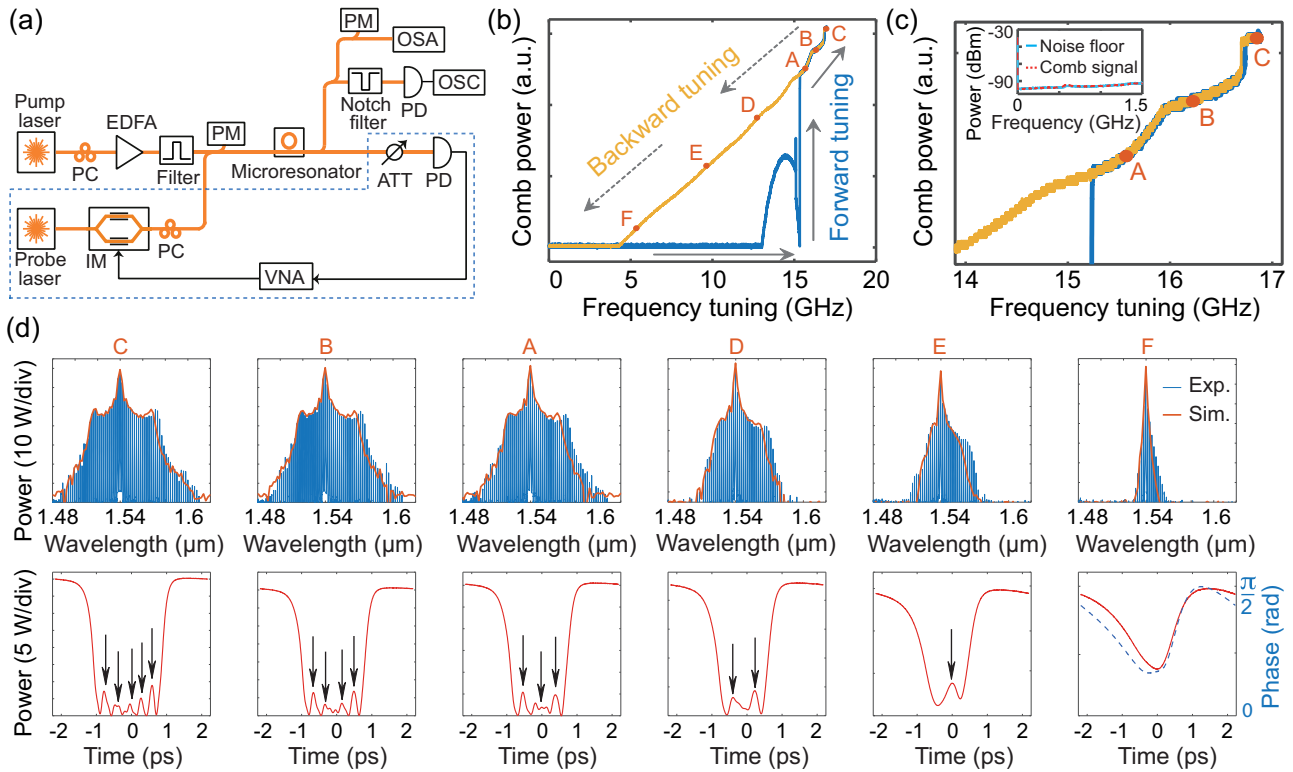 (a)
PM
OSA
OSC
Notch
filter
PD
Pump
laser
EDFA
PM
PC
Filter
Microresonator
ATT
PD
Probe
laser
IM
PC
VNA
(b)
Comb power (a.u.)
Backward tuning
Forward tuning
A
B
C
D
E
F
0
5
10
15
20
Frequency tuning (GHz)
(c)
Comb power (a.u.)
Power (dBm)
-30
-90
Noise floor
Comb signal
0
1.5
Frequency
(GHz)
A
B
C
14
15
16
17
Frequency tuning (GHz)
(d)
C
B
A
D
E
F
Exp.
Sim.
Power (10 W/div)
1.48 1.54 1.6
1.48 1.54 1.6
1.48 1.54 1.6
1.48 1.54 1.6
1.48 1.54 1.6
1.48 1.54 1.6
Wavelength (µm)
Wavelength (µm)
Wavelength (µm)
Wavelength (µm)
Wavelength (µm)
Wavelength (µm)
Power (5 W/div)
π
2
0
Phase (rad)
-2 -1 0 1 2
-2 -1 0 1 2
-2 -1 0 1 2
-2 -1 0 1 2
-2 -1 0 1 2
-2 -1 0 1 2
Time (ps)
Time (ps)
Time (ps)
Time (ps)
Time (ps)
Time (ps)